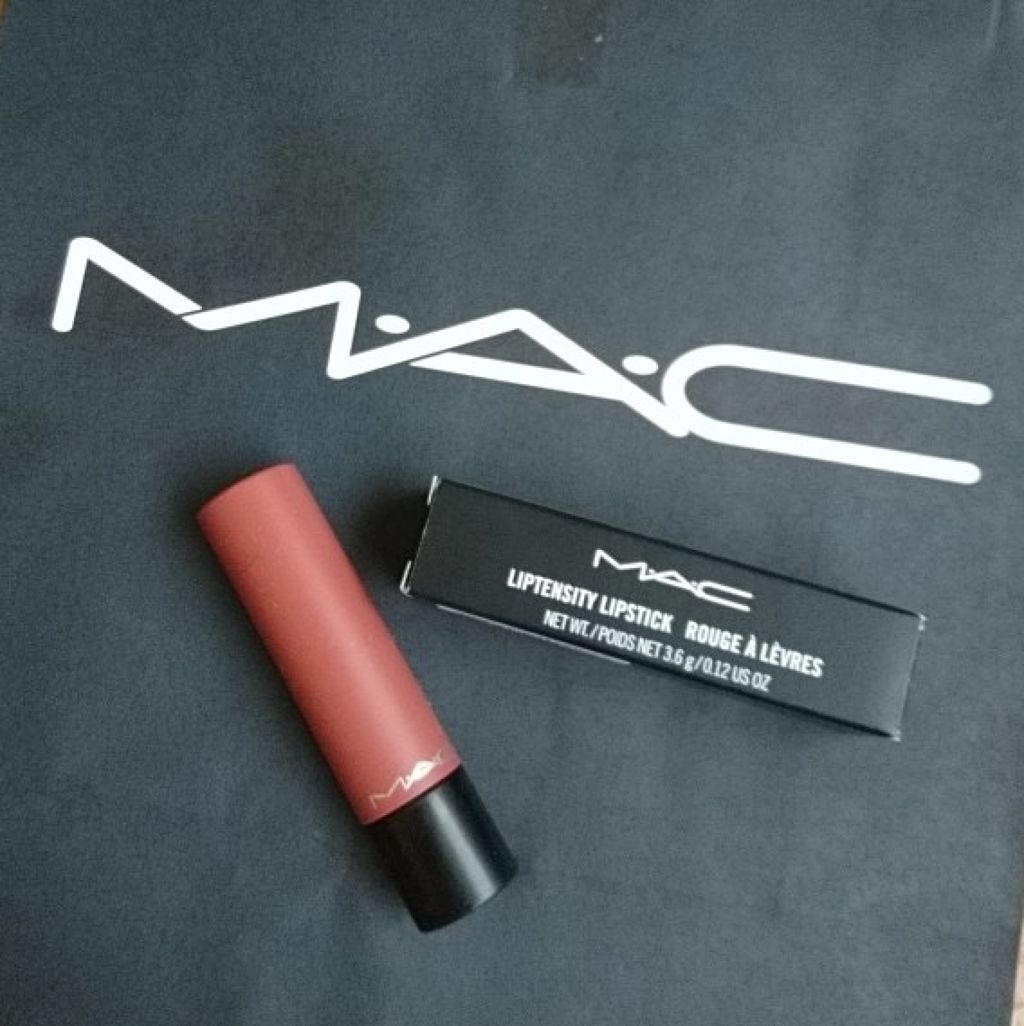 M·A·C
M·A·C
LIPTENSITY LIPSTICK ROUGE À LÈVRES
NET WT./POIDS NET 3.6 g/0.12 US OZ
M·A·C